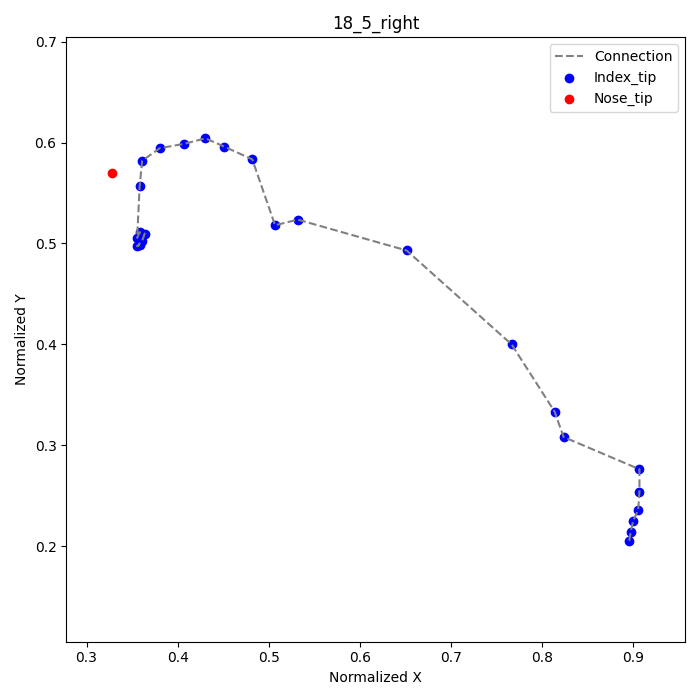 18_5_right
0.7
0.6
0.5
0.4
0.3
0.2
Normalized Y
Connection
Index_tip
Nose_tip
0.3 0.4 0.5 0.6 0.7 0.8 0.9
Normalized X